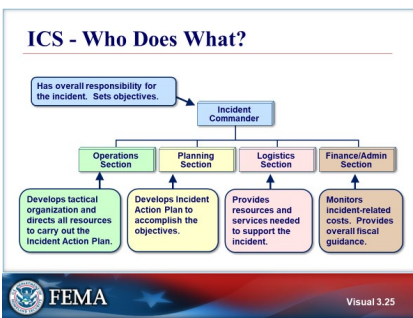 ICS - Who Does What?
Has overall responsibility for
the incident. Sets objectives.
Incident
Commander
Operations
Section
Planning
Section
Logistics
Section
Finance/Admin
Section
Develops tactical
organization and
directs all resources
to carry out the
Incident Action Plan.
Develops Incident
Action Plan to
accomplish the
objectives.
Provides
resources and
services needed
to support the
incident.
Monitors
incident-related
costs. Provides
overall fiscal
guidance.
FEMA
Visual 3.25